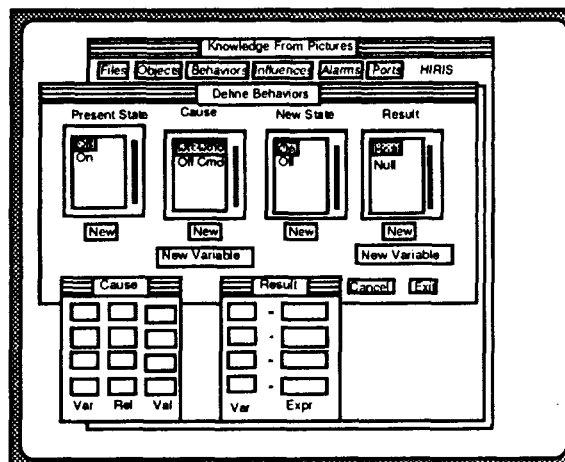 Knowledge From Pictures
Files Objects Behaviors Influence Alarms Ports HIRIS
Define Behaviors
Present State Cause New State Result
Off On
On Off Cmd Off Null
New New New New
New Variable New Variable
Cause Result Cancel Exit
- 
-
-
-
Var Rel Val Var Expr